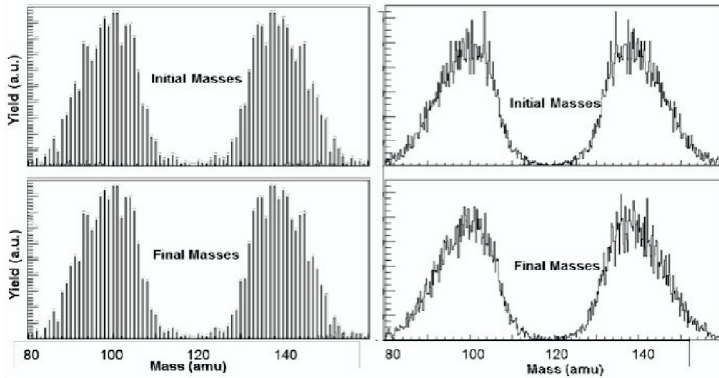 Yield (a.u.)
Initial Masses
Initial Masses
Yield (a.u.)
Final Masses
Final Masses
80 100 120 140
Mass (amu)
80 100 120 140
Mass (amu)